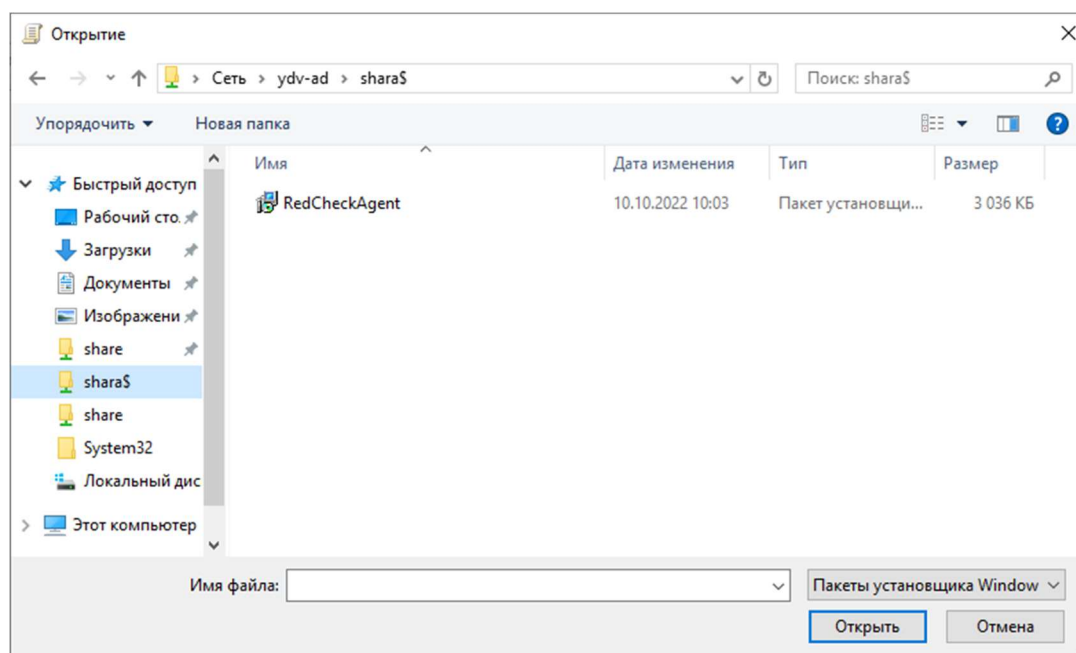 Открытие
Сеть › ydv-ad › shara$
Поиск: shara$
Упорядочить Новая папка
Имя Дата изменения Тип Размер
RedCheckAgent 10.10.2022 10:03 Пакет установщи... 3 036 КБ
Быстрый доступ
Рабочий сто.
Загрузки
Документы
Изображени
share
shara$
share
System32
Локальный дис
Этот компьютер
Имя файла:
Пакеты установщика Window
Открыть Отмена